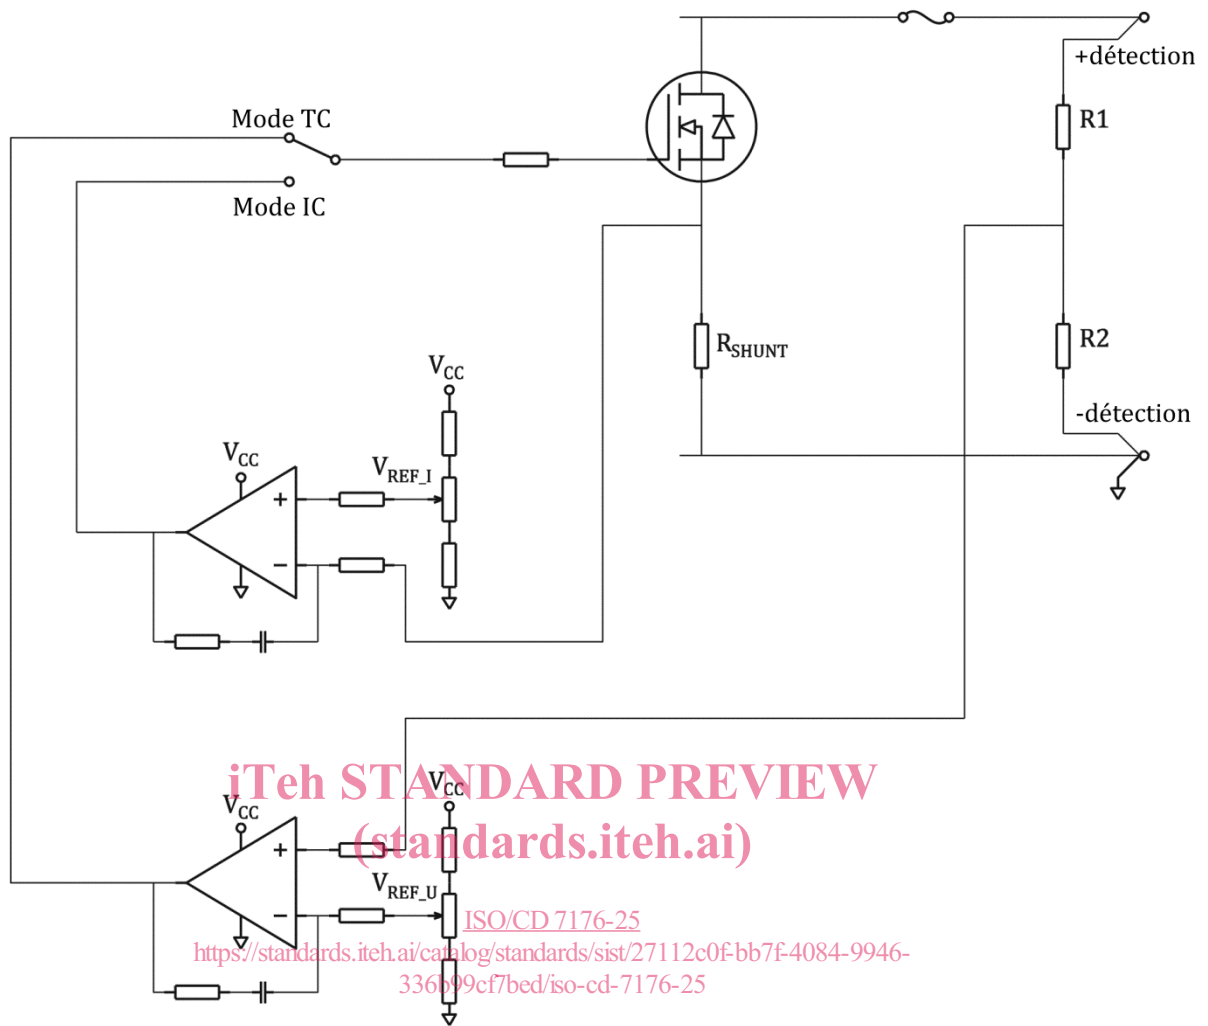 +détection
Mode TC
R1
Mode IC
R2
RSHUNT
VCC
-détection
VCC
VREF_I
+
−
iTeh STANDARD PREVIEW
VCC
VCC
(standards.iteh.ai)
+
VREF_U
−
ISO/CD 7176-25
https://standards.iteh.ai/catalog/standards/sist/27112c0f-bb7f-4084-9946-
336b99cf7bed/iso-cd-7176-25